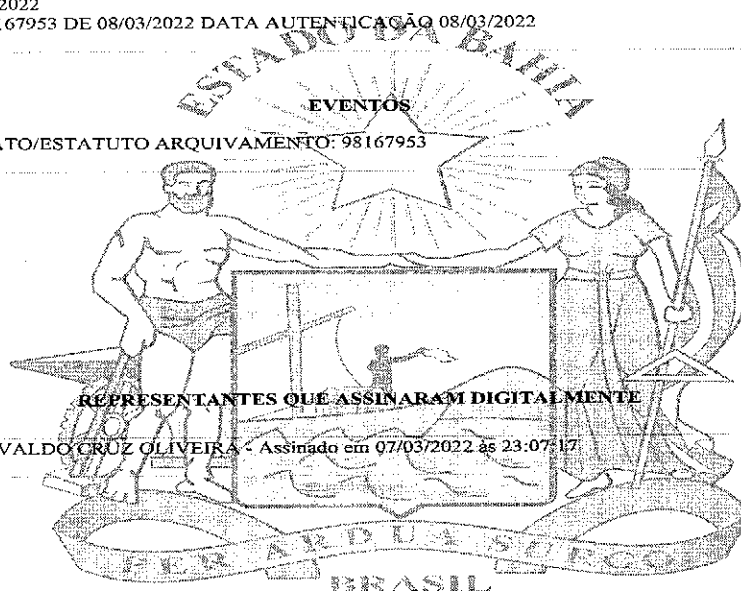 2022
67953 DE 08/03/2022 DATA AUTENTICAÇÃO 08/03/2022
ESTADO DA BAHIA
EVENTOS
ATO/ESTATUTO ARQUIVAMENTO: 98167953
REPRESENTANTES QUE ASSINARAM DIGITALMENTE
VALDO CRUZ OLIVEIRA - Assinado em 07/03/2022 às 23:07:17
PER ARDUA SURGO
BRASIL